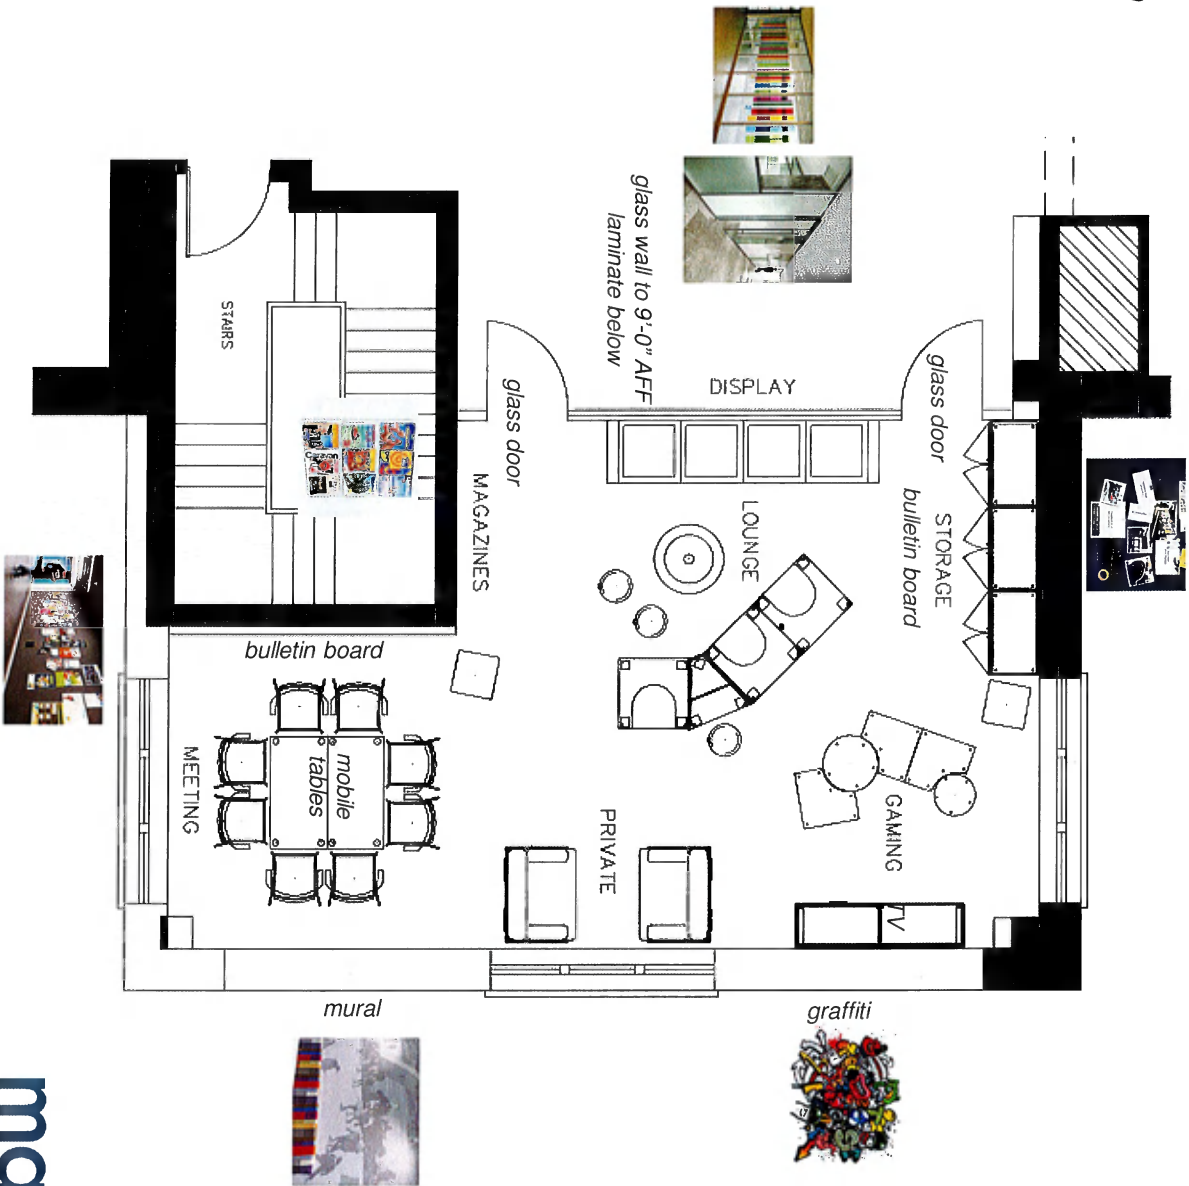 glass wall to 9'-0" AFF
laminate below
STAIRS
glass door
DISPLAY
glass door
Caravan
MAGAZINES
LOUNGE
STORAGE
bulletin board
bulletin board
MEETING
mobile
tables
PRIVATE
GAMING
TV
mural
graffiti